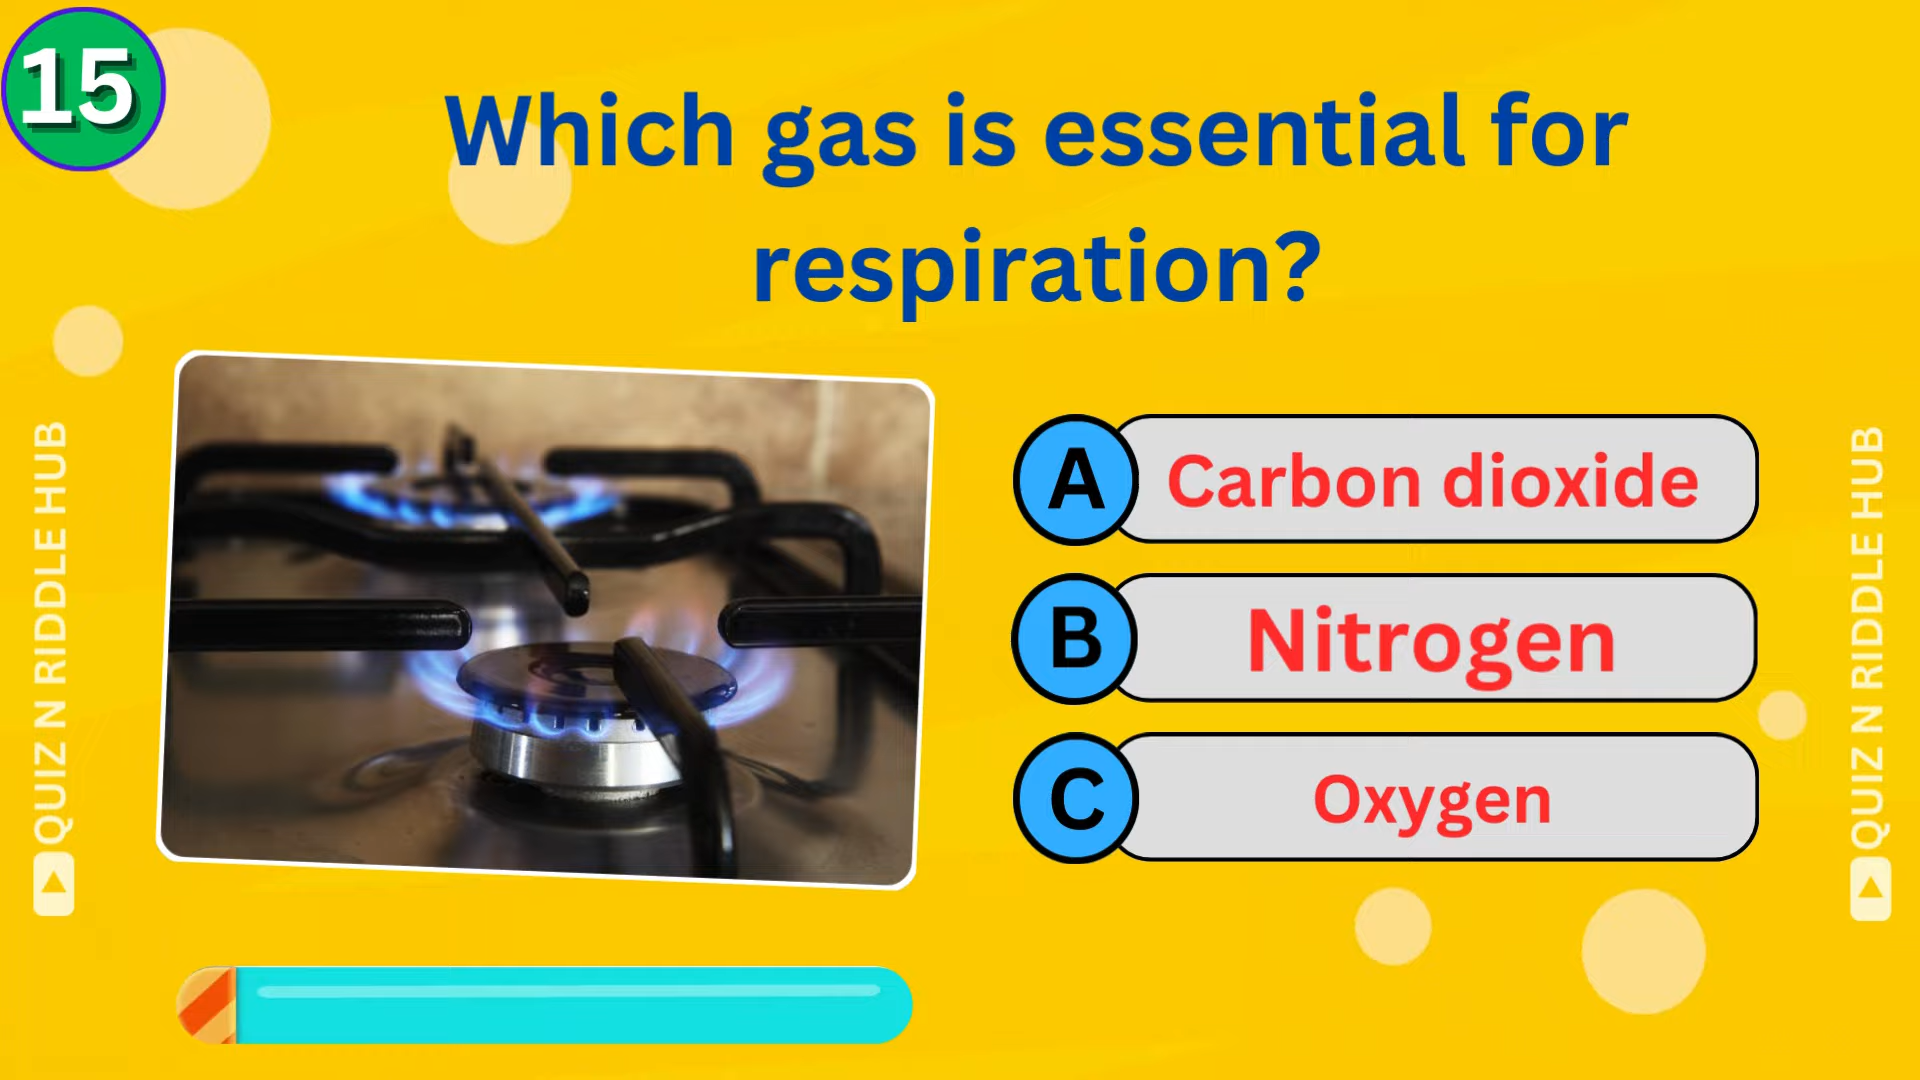 15
Which gas is essential for
respiration?
A Carbon dioxide
B Nitrogen
C Oxygen
QUIZ N RIDDLE HUB
QUIZ N RIDDLE HUB